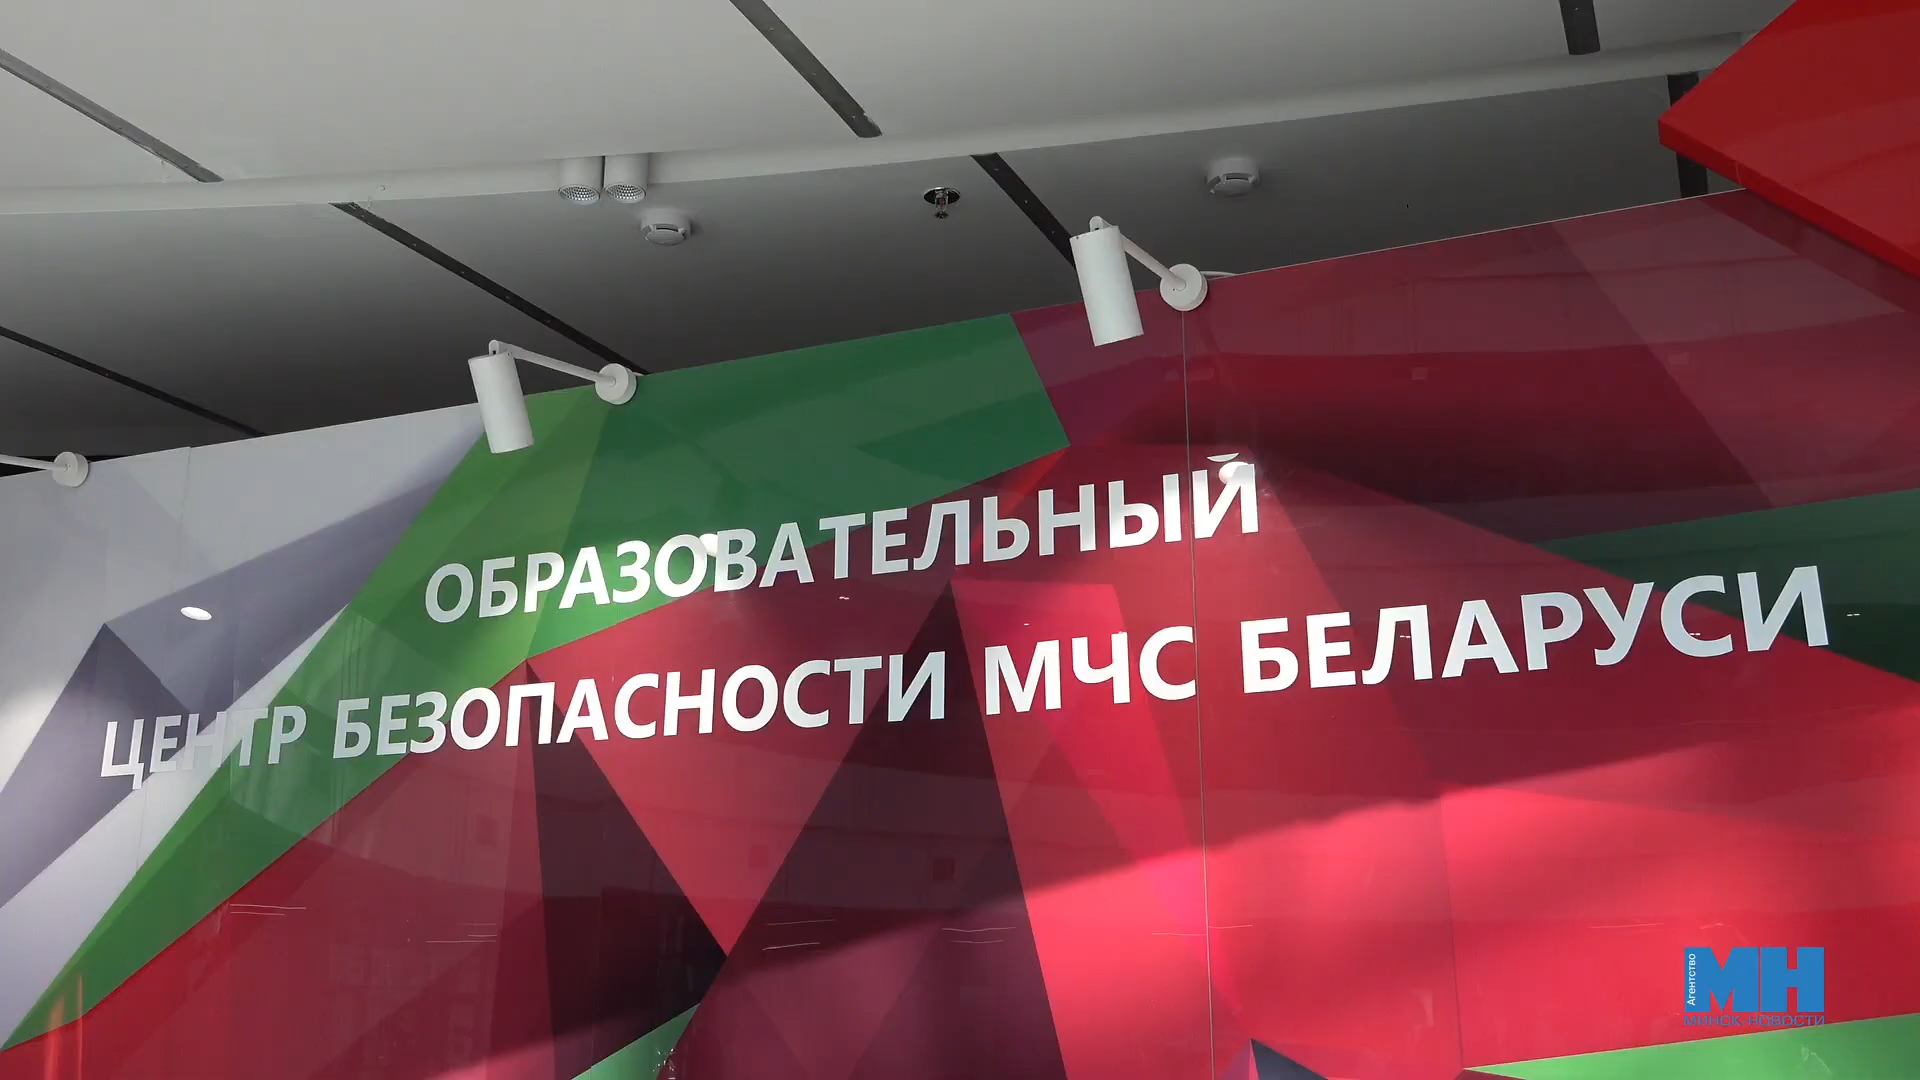 ОБРАЗОВАТЕЛЬНЫЙ
ЦЕНТР БЕЗОПАСНОСТИ МЧС БЕЛАРУСИ
Агентство
МН
МИНСК-НОВОСТИ